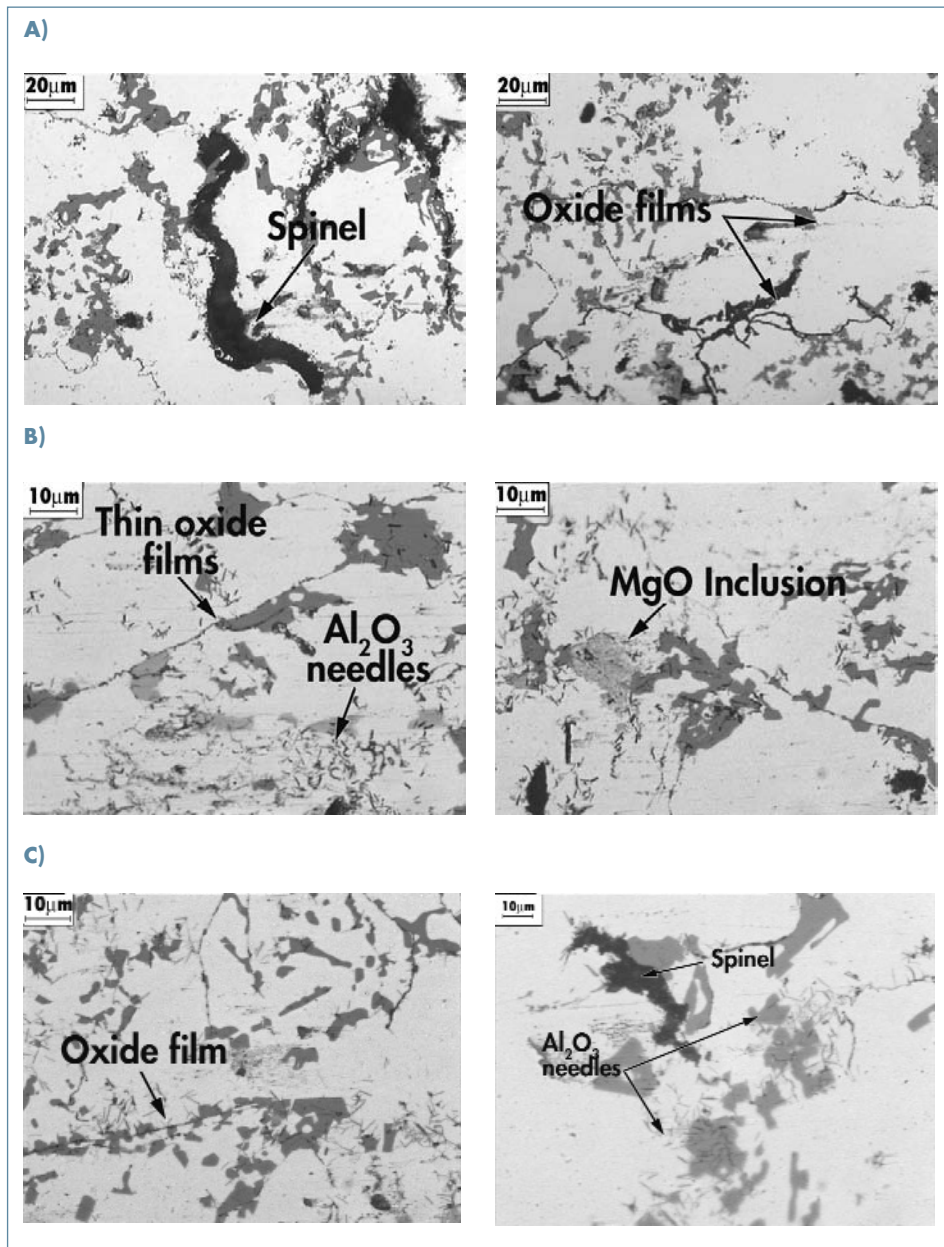 A)
20μm
Spinel
20μm
Oxide films
B)
10μm
Thin oxide
films
Al₂O₃
needles
10μm
MgO Inclusion
C)
10μm
Oxide film
10μm
Spinel
Al₂O₃
needles